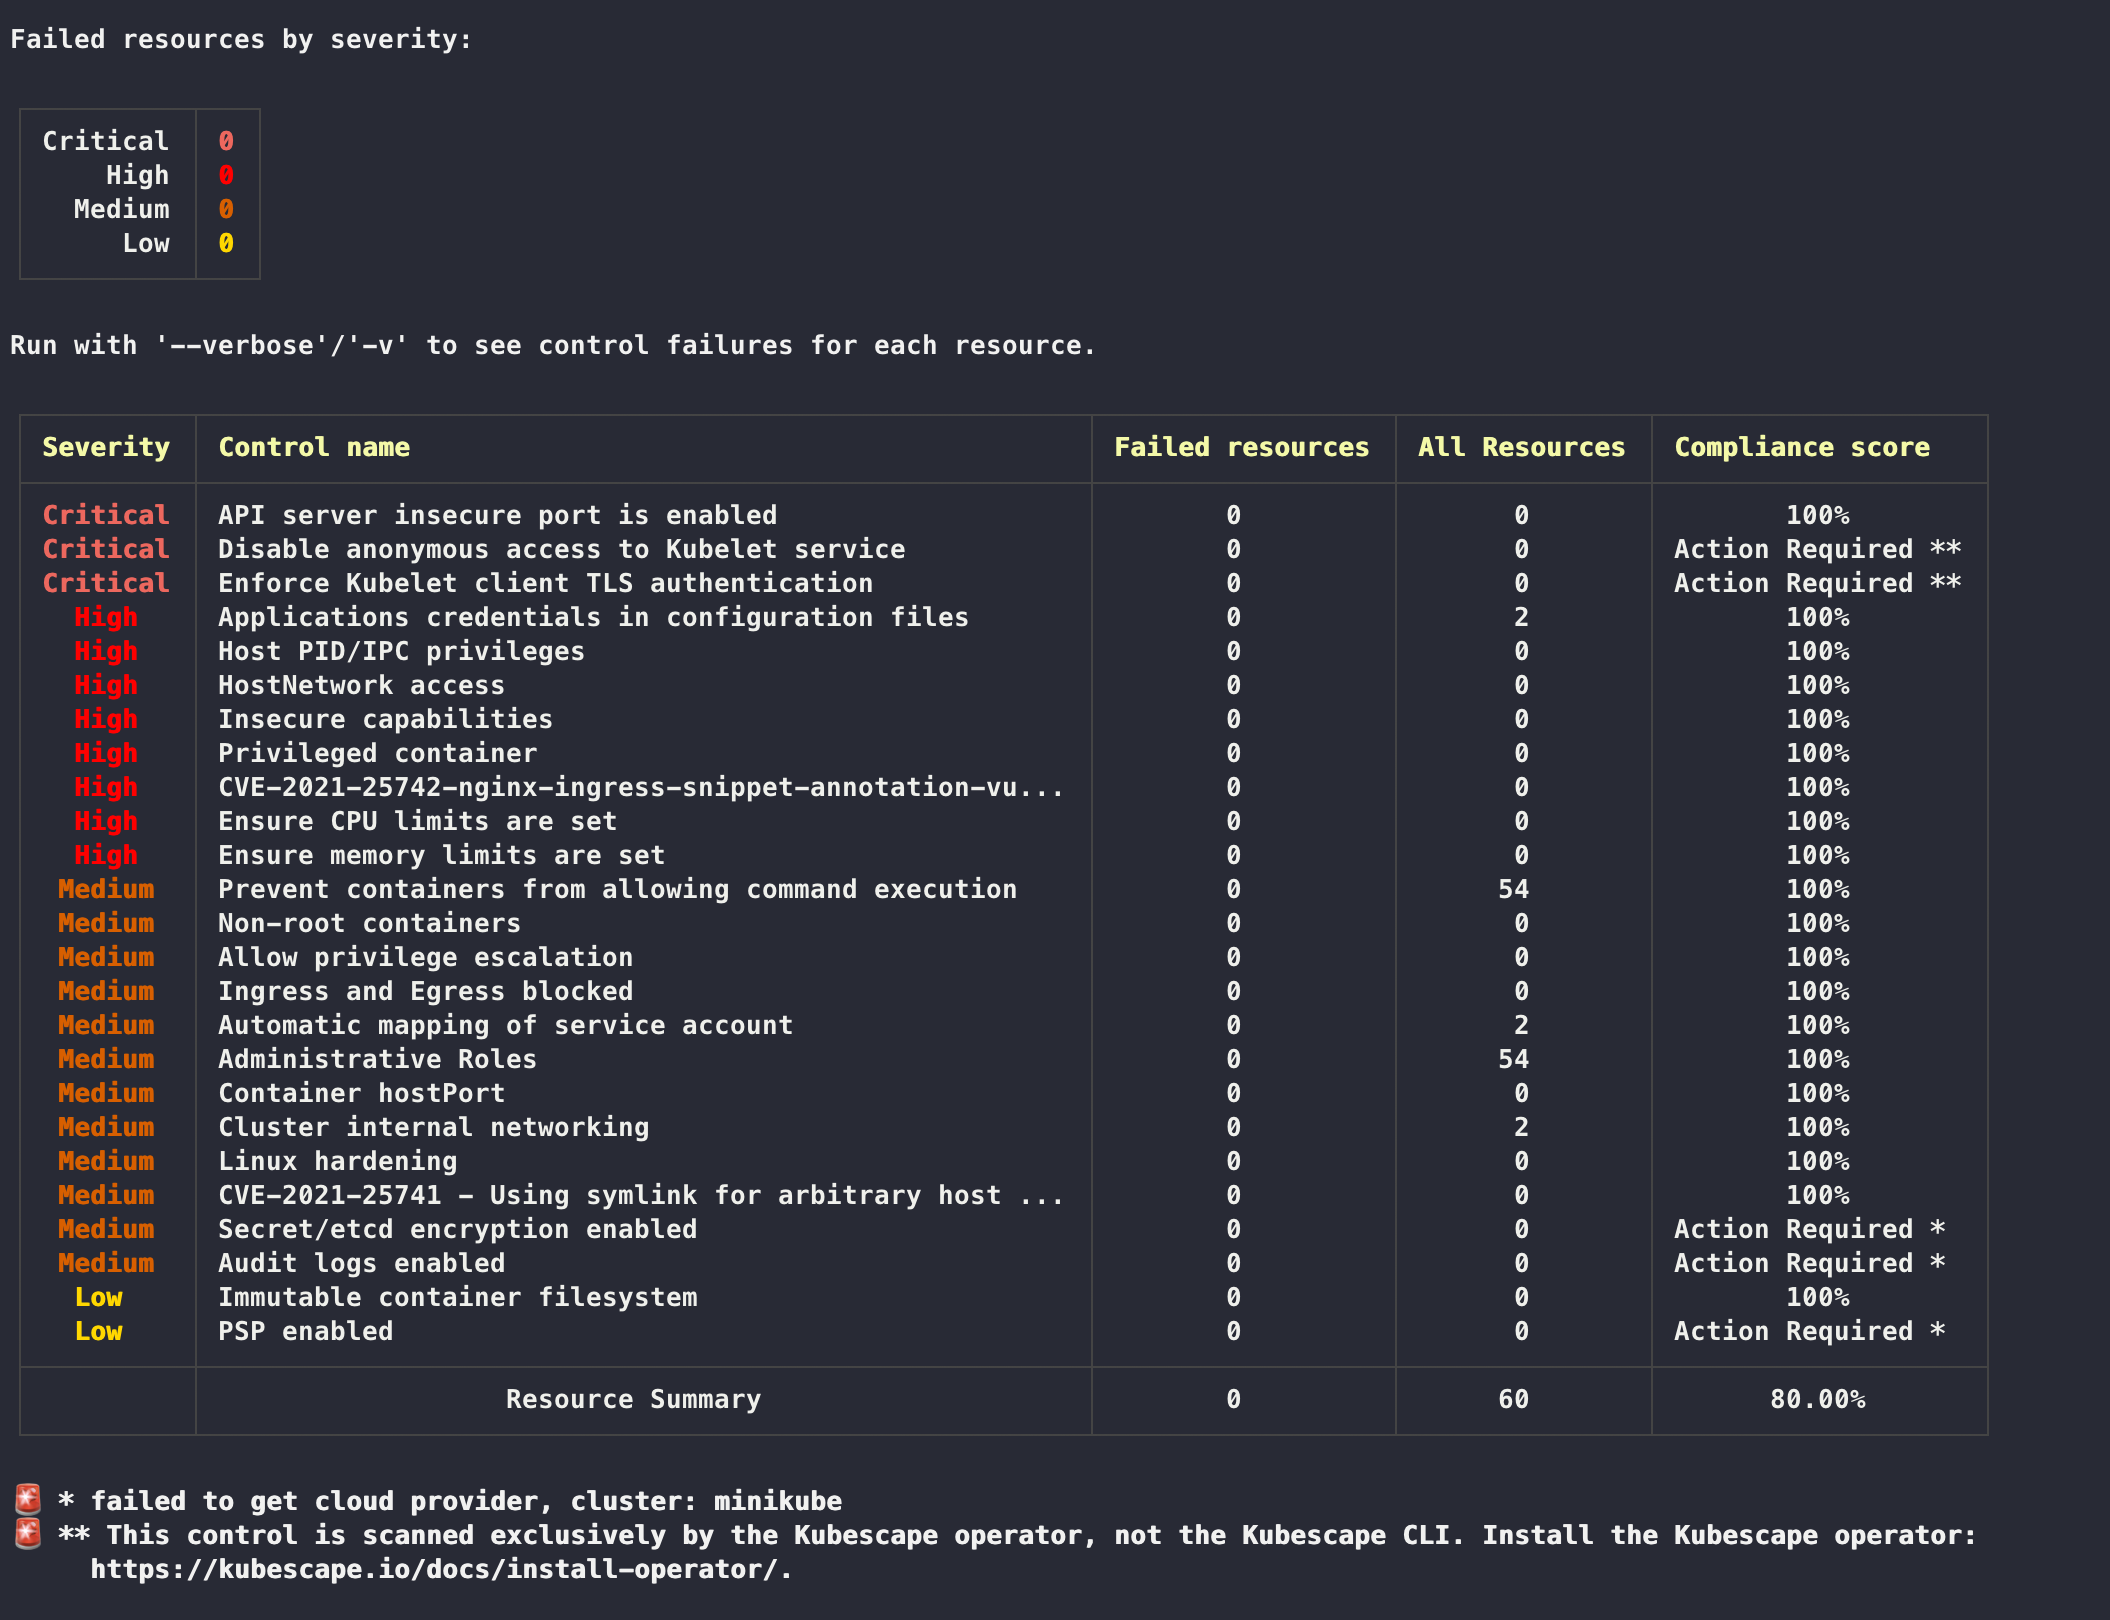 Failed resources by severity:
Critical 0
High 0
Medium 0
Low 0
Run with '--verbose'/'-v' to see control failures for each resource.
Severity Control name Failed resources All Resources Compliance score
Critical API server insecure port is enabled 0 0 100%
Critical Disable anonymous access to Kubelet service 0 0 Action Required **
Critical Enforce Kubelet client TLS authentication 0 0 Action Required **
High Applications credentials in configuration files 0 2 100%
High Host PID/IPC privileges 0 0 100%
High HostNetwork access 0 0 100%
High Insecure capabilities 0 0 100%
High Privileged container 0 0 100%
High CVE-2021-25742-nginx-ingress-snippet-annotation-vu... 0 0 100%
High Ensure CPU limits are set 0 0 100%
High Ensure memory limits are set 0 0 100%
Medium Prevent containers from allowing command execution 0 54 100%
Medium Non-root containers 0 0 100%
Medium Allow privilege escalation 0 0 100%
Medium Ingress and Egress blocked 0 0 100%
Medium Automatic mapping of service account 0 2 100%
Medium Administrative Roles 0 54 100%
Medium Container hostPort 0 0 100%
Medium Cluster internal networking 0 2 100%
Medium Linux hardening 0 0 100%
Medium CVE-2021-25741 - Using symlink for arbitrary host ... 0 0 100%
Medium Secret/etcd encryption enabled 0 0 Action Required *
Medium Audit logs enabled 0 0 Action Required *
Low Immutable container filesystem 0 0 100%
Low PSP enabled 0 0 Action Required *
Resource Summary 0 60 80.00%
🚨 * failed to get cloud provider, cluster: minikube
🚨 ** This control is scanned exclusively by the Kubescape operator, not the Kubescape CLI. Install the Kubescape operator:
https://kubescape.io/docs/install-operator/.